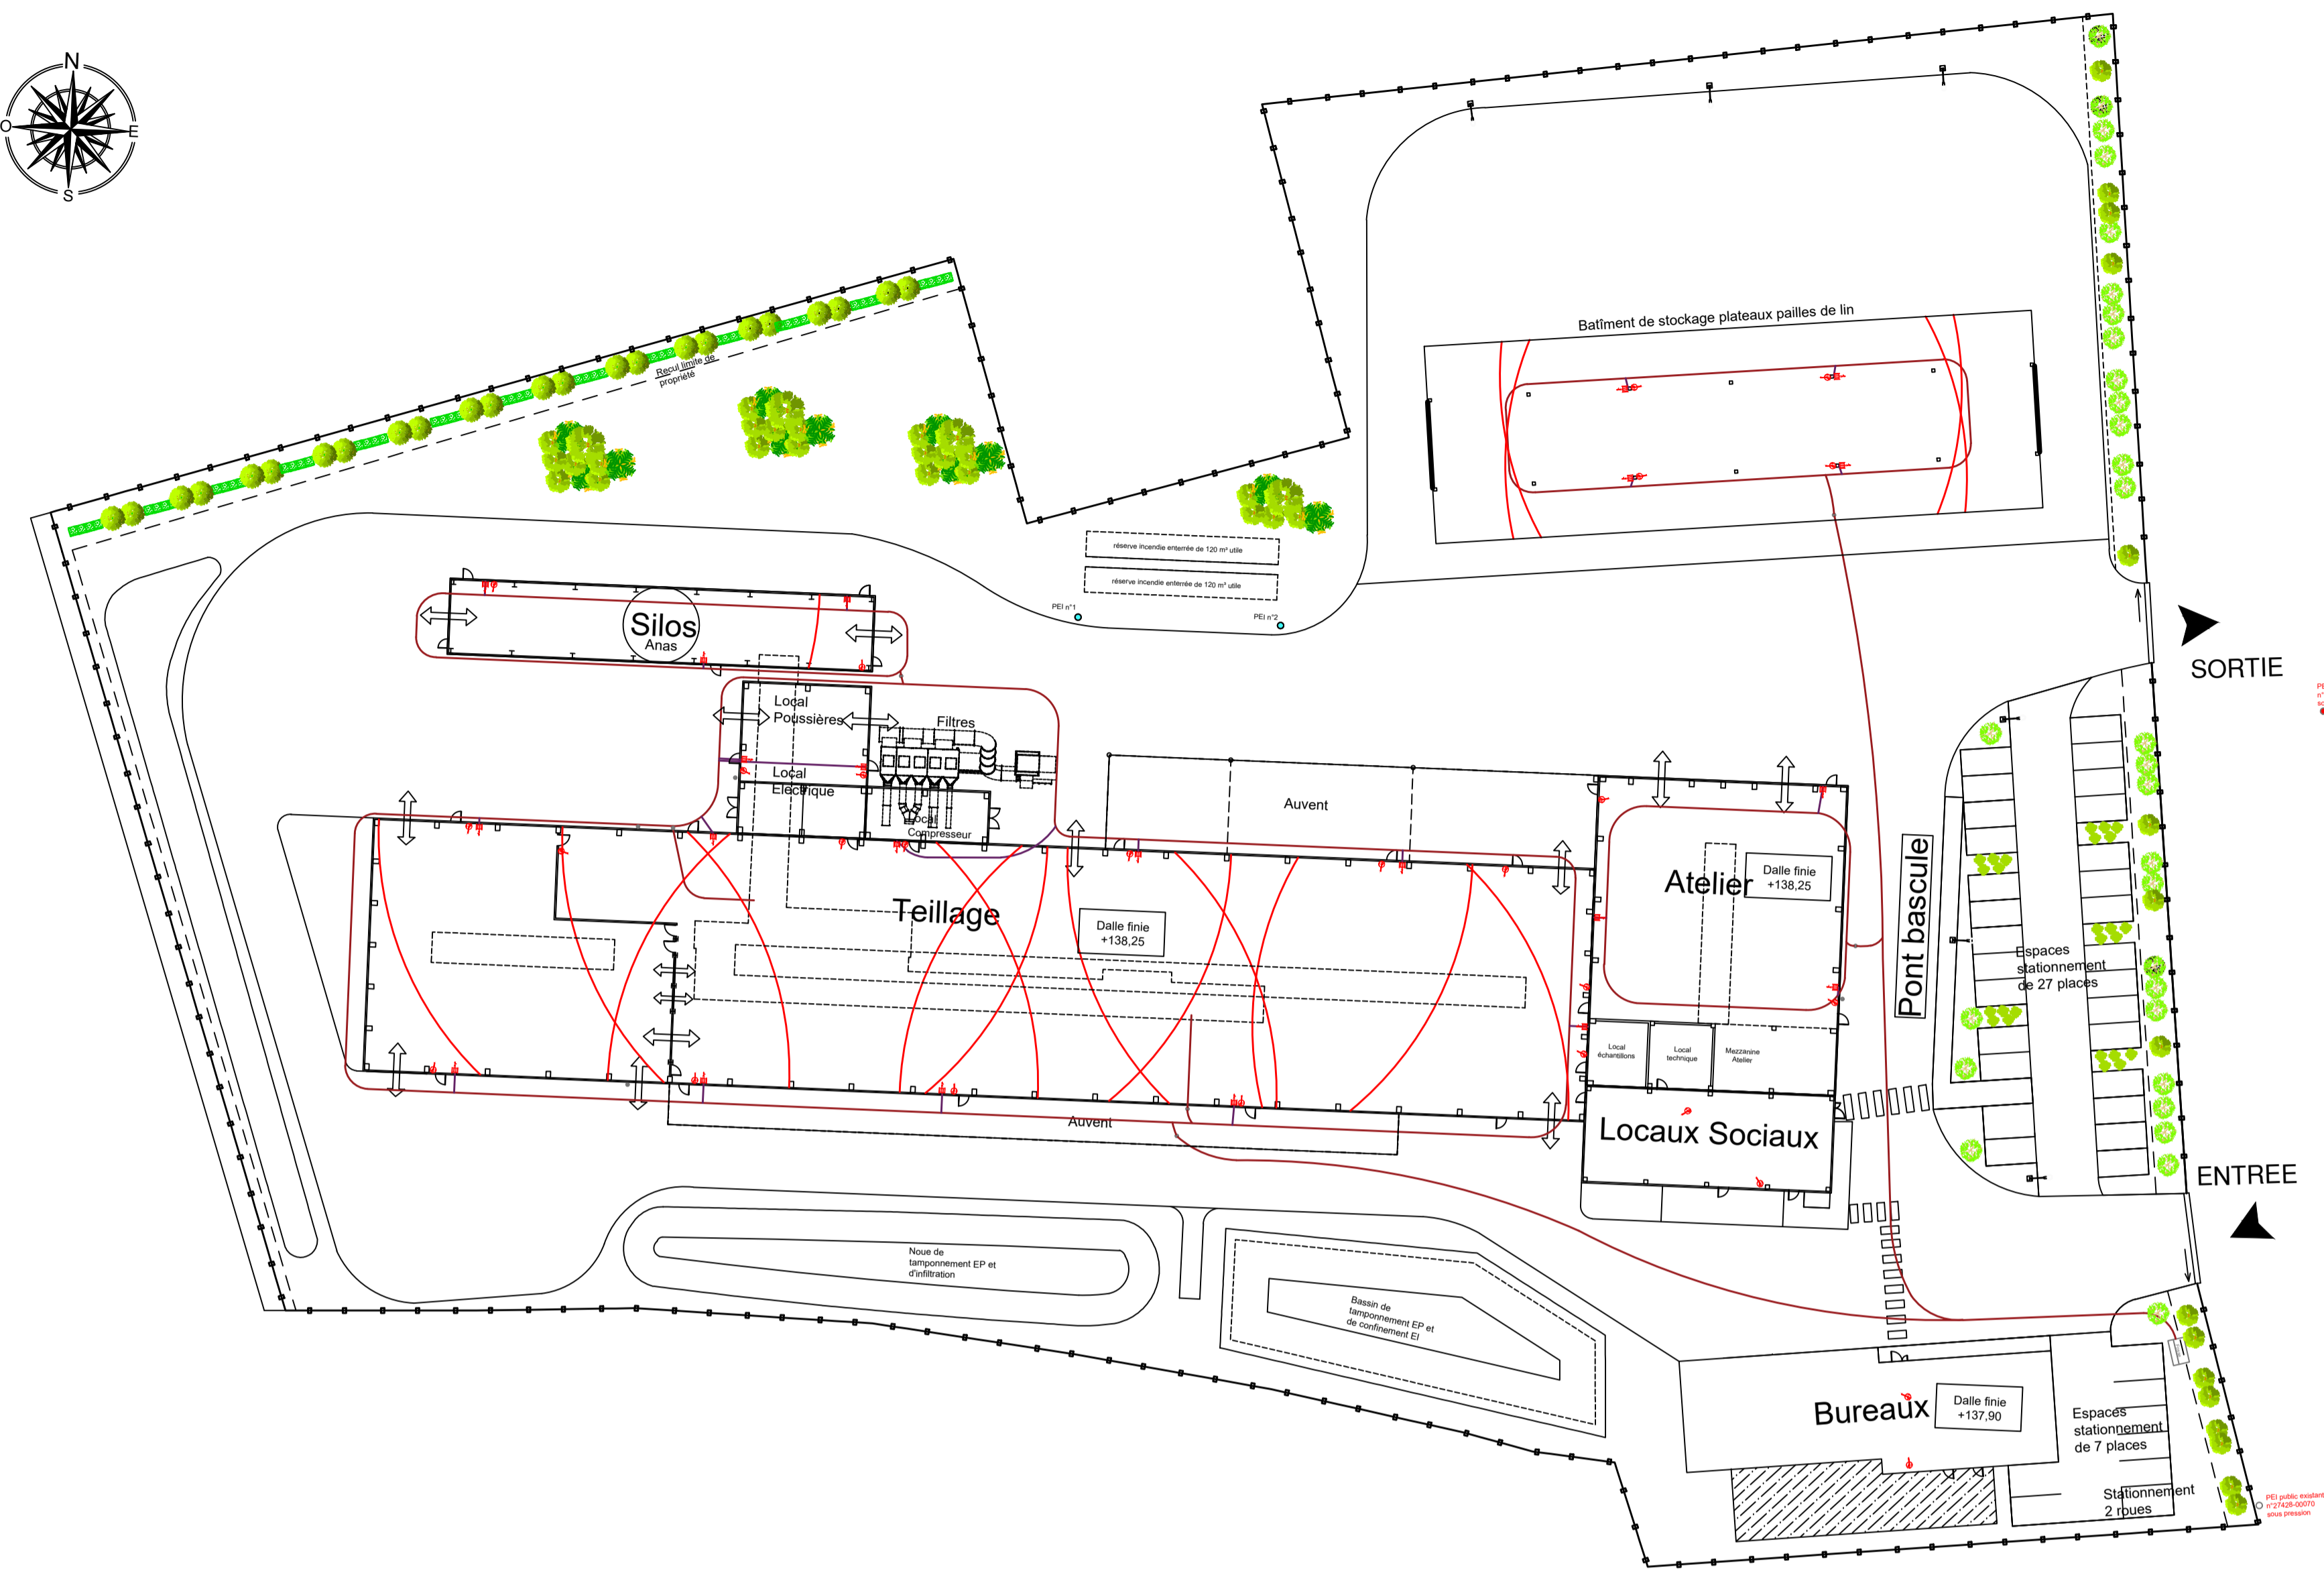 N
O
E
S
Recul limite de
propriété
Batîment de stockage plateaux pailles de lin
réserve incendie enterrée de 120 m³ utile
réserve incendie enterrée de 120 m³ utile
PEI n°1
PEI n°2
Silos
Anas
SORTIE
Local
Poussières
Filtres
Local
Electrique
Local
Compresseur
Auvent
Teillage
Dalle finie
+138,25
Atelier
Dalle finie
+138,25
Pont bascule
Espaces
stationnement
de 27 places
Local
échantillons
Local
technique
Mezzanine
Atelier
Auvent
Locaux Sociaux
ENTREE
Noue de
tamponnement EP et
d'infiltration
Bassin de
tamponnement EP et
de confinement EI
Bureaux
Dalle finie
+137,90
Espaces
stationnement
de 7 places
Stationnement
2 roues
PEI public existant
n°27428-00070
sous pression